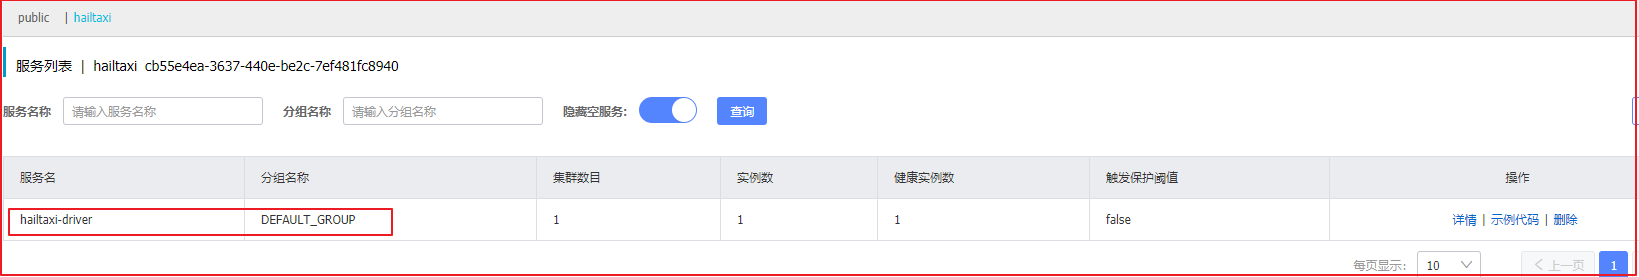 public | hailtaxi
服务列表 | hailtaxi cb55e4ea-3637-440e-be2c-7ef481fc8940
服务名称 请输入服务名称 分组名称 请输入分组名称 隐藏空服务: 查询
服务名 分组名称 集群数目 实例数 健康实例数 触发保护阈值 操作
hailtaxi-driver DEFAULT_GROUP 1 1 1 false 详情 | 示例代码 | 删除
每页显示: 10 < 上一页 1